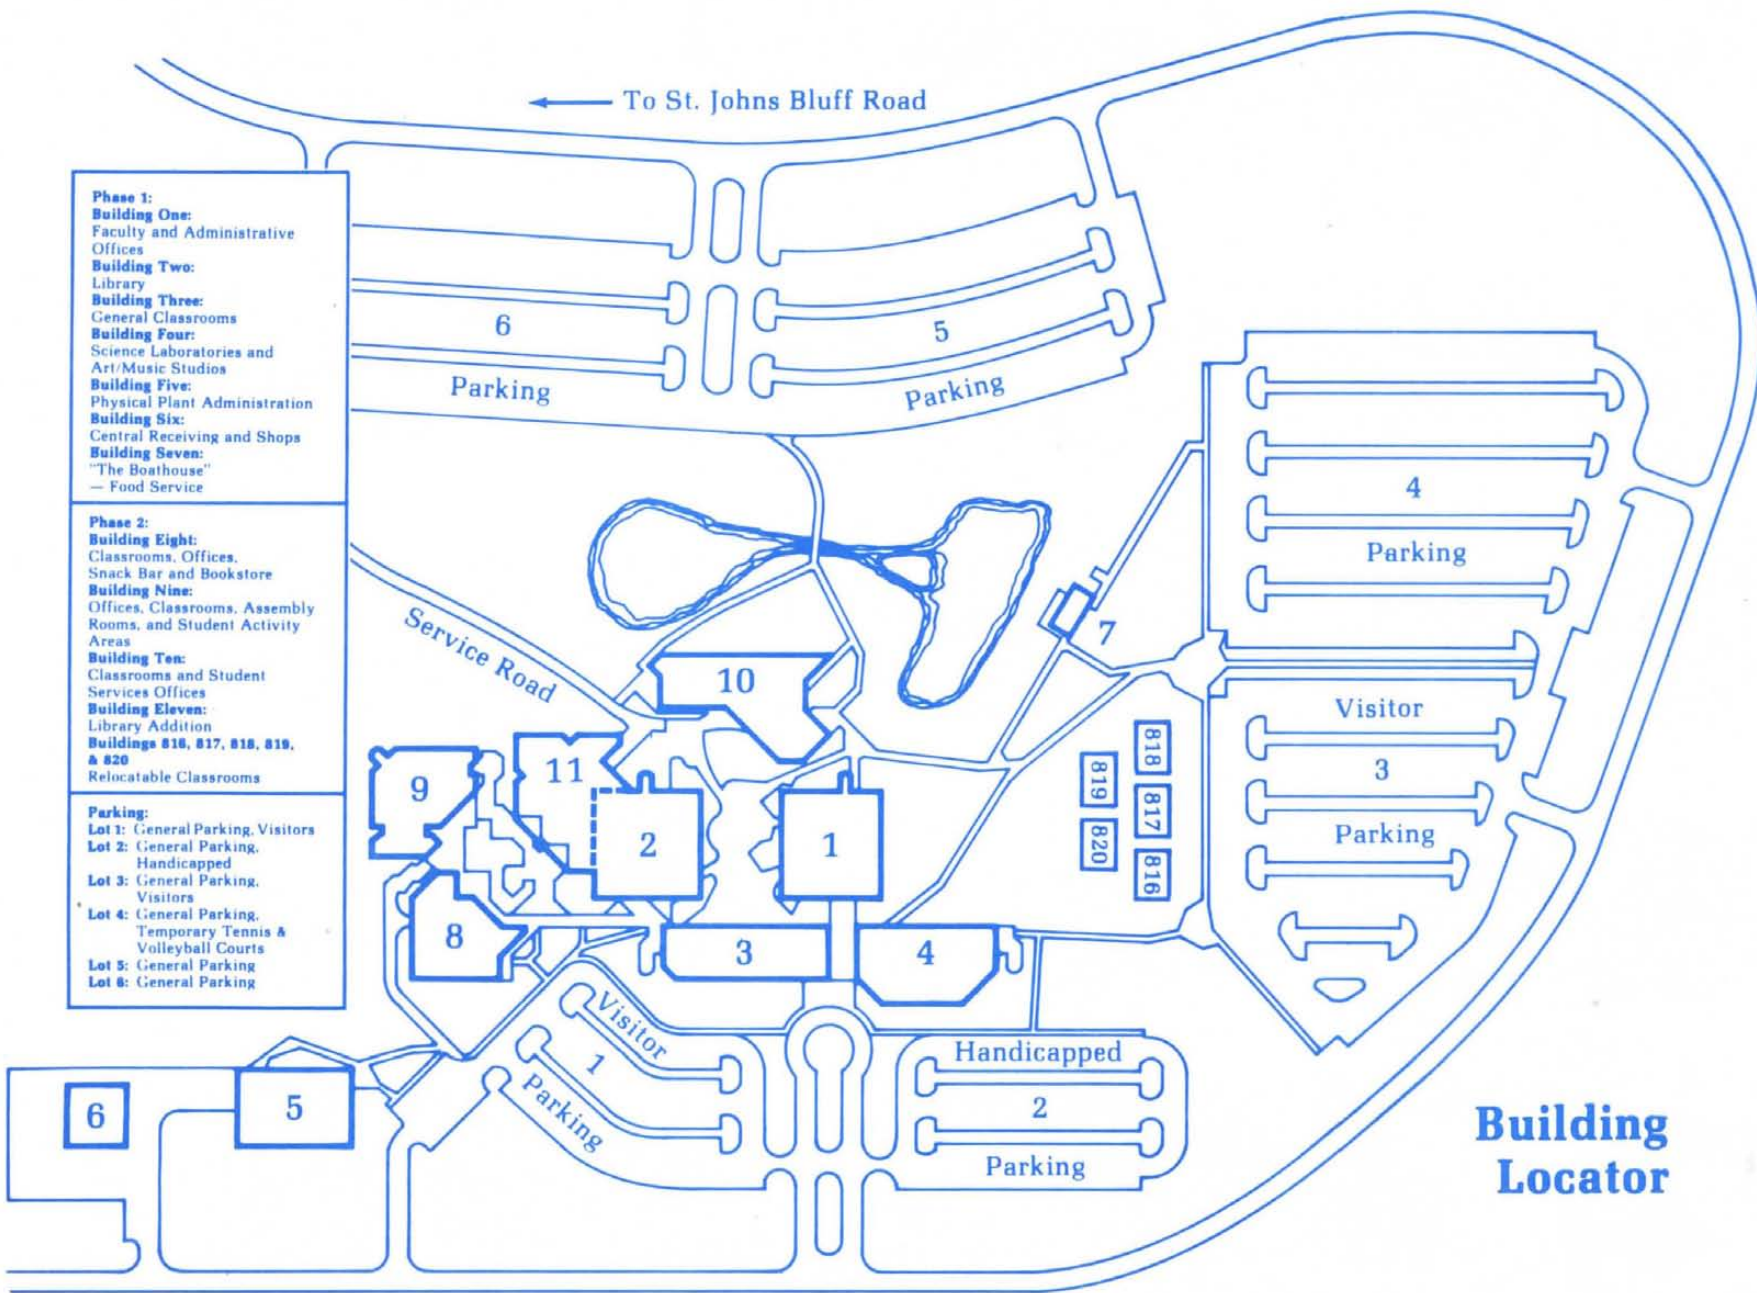 To St. Johns Bluff Road
Phase 1:
Building One:
Faculty and Administrative
Offices
Building Two:
Library
Building Three:
General Classrooms
Building Four:
Science Laboratories and
Art/Music Studios
Building Five:
Physical Plant Administration
Building Six:
Central Receiving and Shops
Building Seven:
"The Boathouse"
— Food Service
Phase 2:
Building Eight:
Classrooms, Offices,
Snack Bar and Bookstore
Building Nine:
Offices, Classrooms, Assembly
Rooms, and Student Activity
Areas
Building Ten:
Classrooms and Student
Services Offices
Building Eleven:
Library Addition
Buildings 816, 817, 818, 819,
& 820
Relocatable Classrooms
Parking:
Lot 1: General Parking, Visitors
Lot 2: General Parking,
Handicapped
Lot 3: General Parking,
Visitors
Lot 4: General Parking,
Temporary Tennis &
Volleyball Courts
Lot 5: General Parking
Lot 6: General Parking
6
Parking
5
Parking
4
Parking
7
Service Road
10
Visitor
3
Parking
818
819
817
820
816
9
11
2
1
8
3
4
Visitor
1
Parking
Handicapped
2
Parking
6
5
Building
Locator